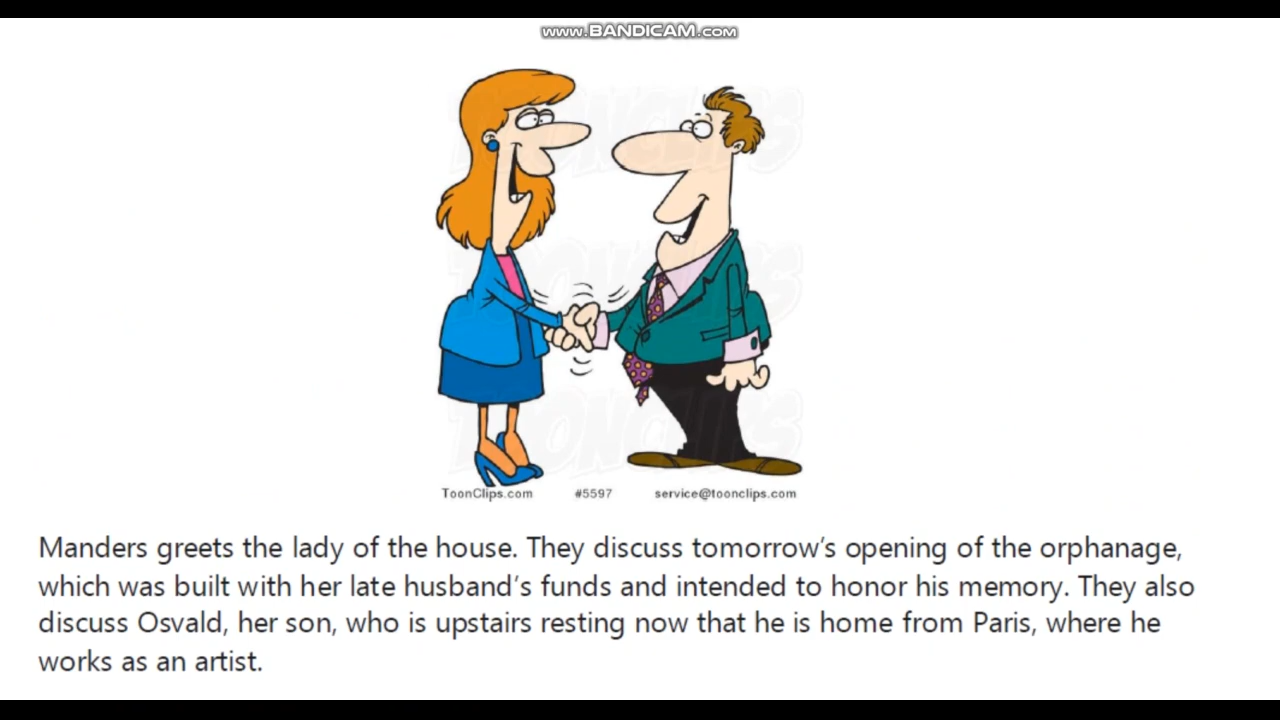 www.BANDICAM.com
ToonClips.com #5597 service@toonclips.com
Manders greets the lady of the house. They discuss tomorrow's opening of the orphanage,
which was built with her late husband's funds and intended to honor his memory. They also
discuss Osvald, her son, who is upstairs resting now that he is home from Paris, where he
works as an artist.